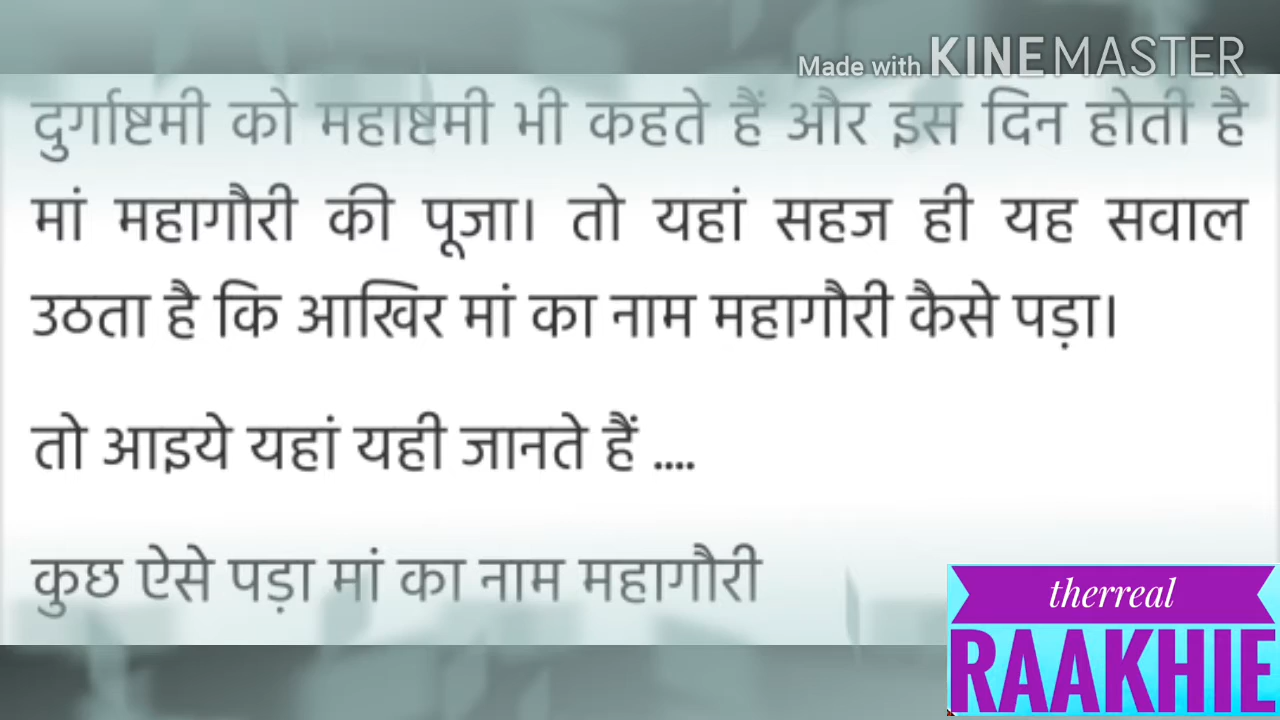 Made with KINEMASTER
दुर्गाष्टमी को महाष्टमी भी कहते हैं और इस दिन होती है
मां महागौरी की पूजा। तो यहां सहज ही यह सवाल
उठता है कि आखिर मां का नाम महागौरी कैसे पड़ा।
तो आइये यहां यही जानते हैं ....
कुछ ऐसे पड़ा मां का नाम महागौरी
therreal
RAAKHIE